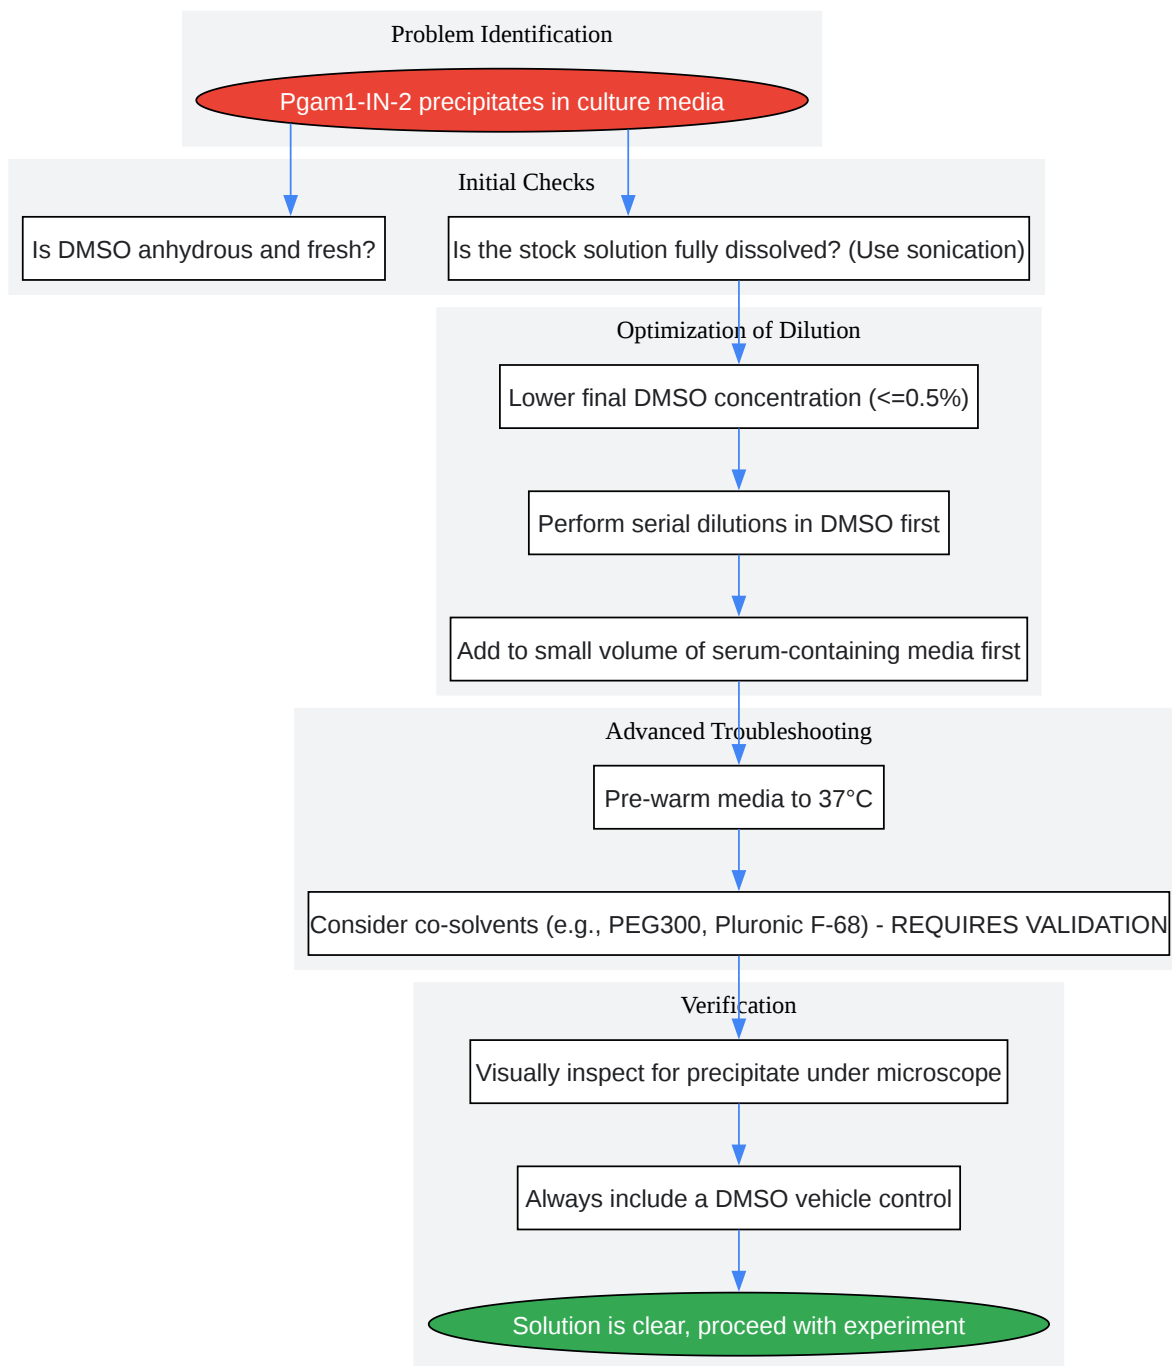 Problem Identification
Pgam1-IN-2 precipitates in culture media
Initial Checks
Is DMSO anhydrous and fresh?
Is the stock solution fully dissolved? (Use sonication)
Optimization of Dilution
Lower final DMSO concentration (<=0.5%)
Perform serial dilutions in DMSO first
Add to small volume of serum-containing media first
Advanced Troubleshooting
Pre-warm media to 37°C
Consider co-solvents (e.g., PEG300, Pluronic F-68) - REQUIRES VALIDATION
Verification
Visually inspect for precipitate under microscope
Always include a DMSO vehicle control
Solution is clear, proceed with experiment